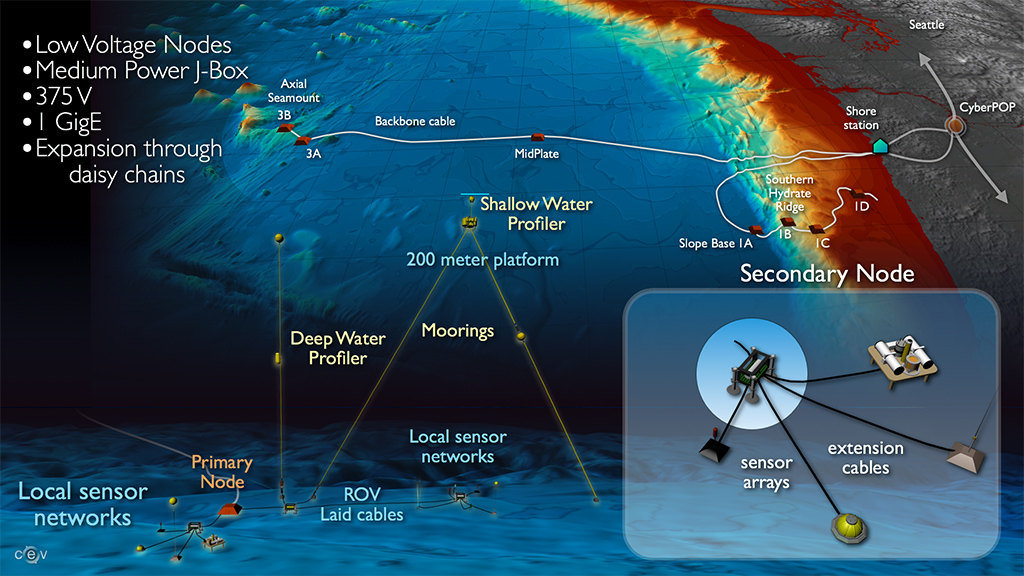 •Low Voltage Nodes
•Medium Power J-Box
•375 V
•1 GigE
•Expansion through
daisy chains
Seattle
Axial
Seamount
3B
3A
Backbone cable
MidPlate
Shore
station
CyberPOP
Southern
Hydrate
Ridge
1D
1B
1C
Slope Base 1A
Shallow Water
Profiler
200 meter platform
Secondary Node
Deep Water
Profiler
Moorings
Local sensor
networks
Primary
Node
ROV
Laid cables
Local sensor
networks
sensor
arrays
extension
cables
cev